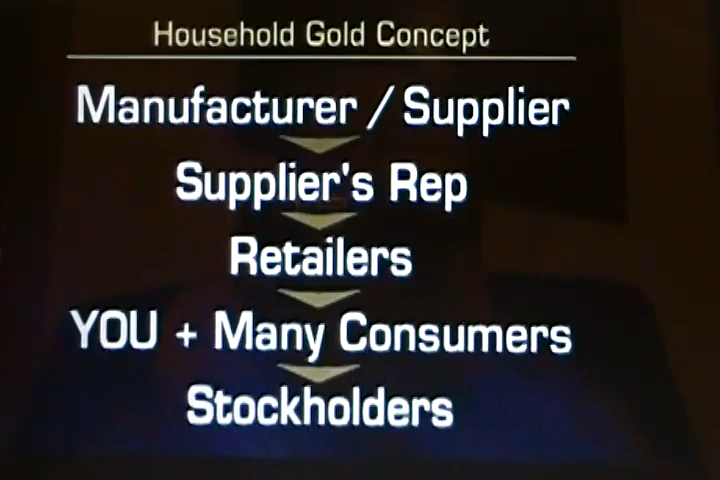 Household Gold Concept
Manufacturer / Supplier
Supplier's Rep
Retailers
YOU + Many Consumers
Stockholders